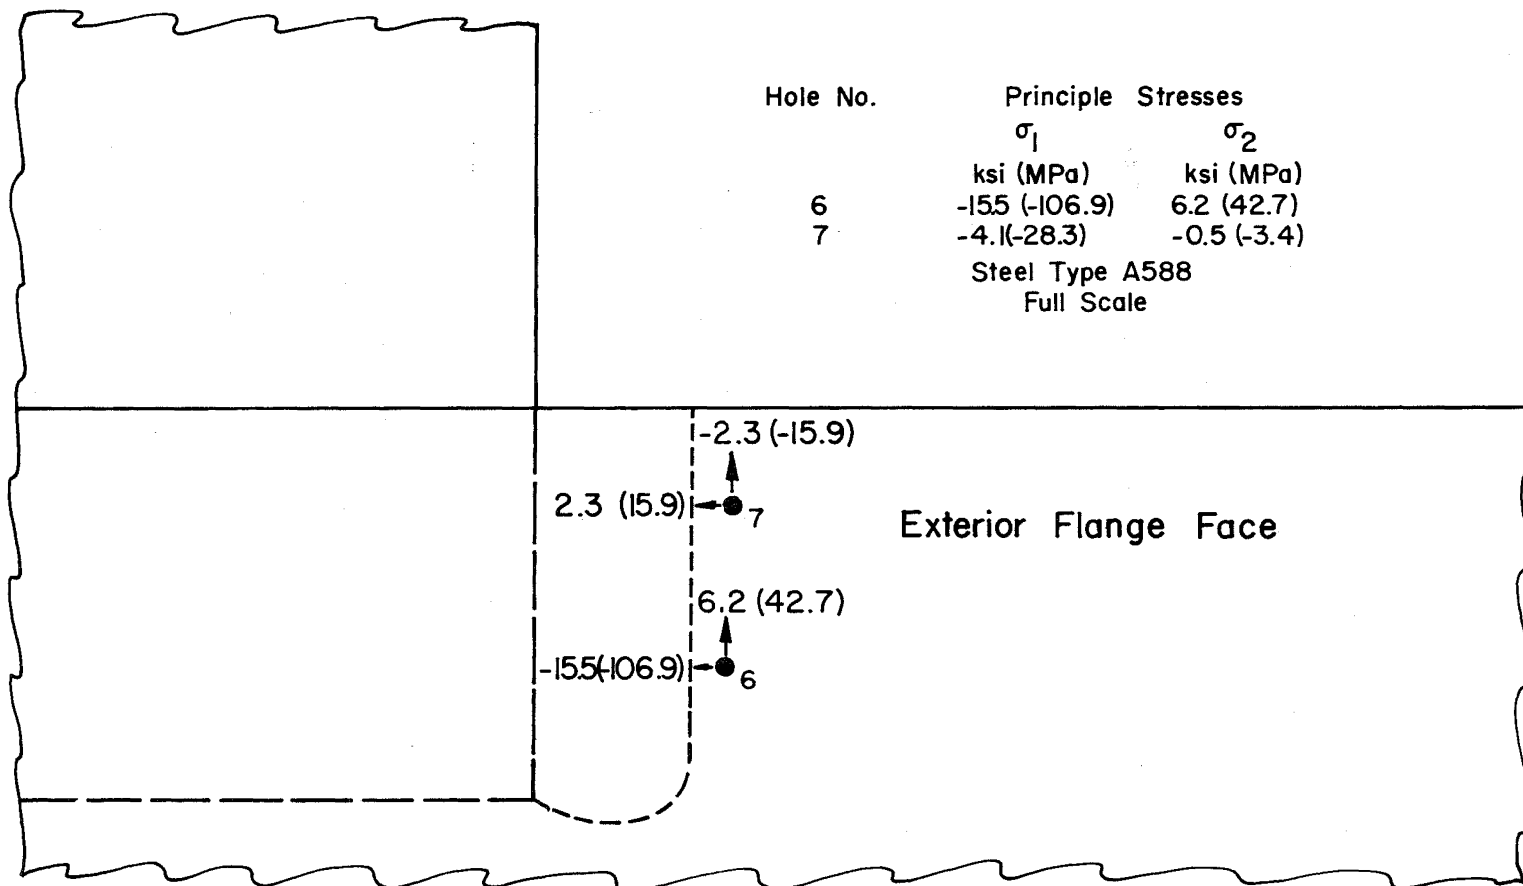 Hole No. Principle Stresses
σ1 σ2
ksi (MPa) ksi (MPa)
6 -15.5 (-106.9) 6.2 (42.7)
7 -4.1(-28.3) -0.5 (-3.4)
Steel Type A588
Full Scale
-2.3 (-15.9)
2.3 (15.9) 7
Exterior Flange Face
6.2 (42.7)
-15.5(-106.9) 6